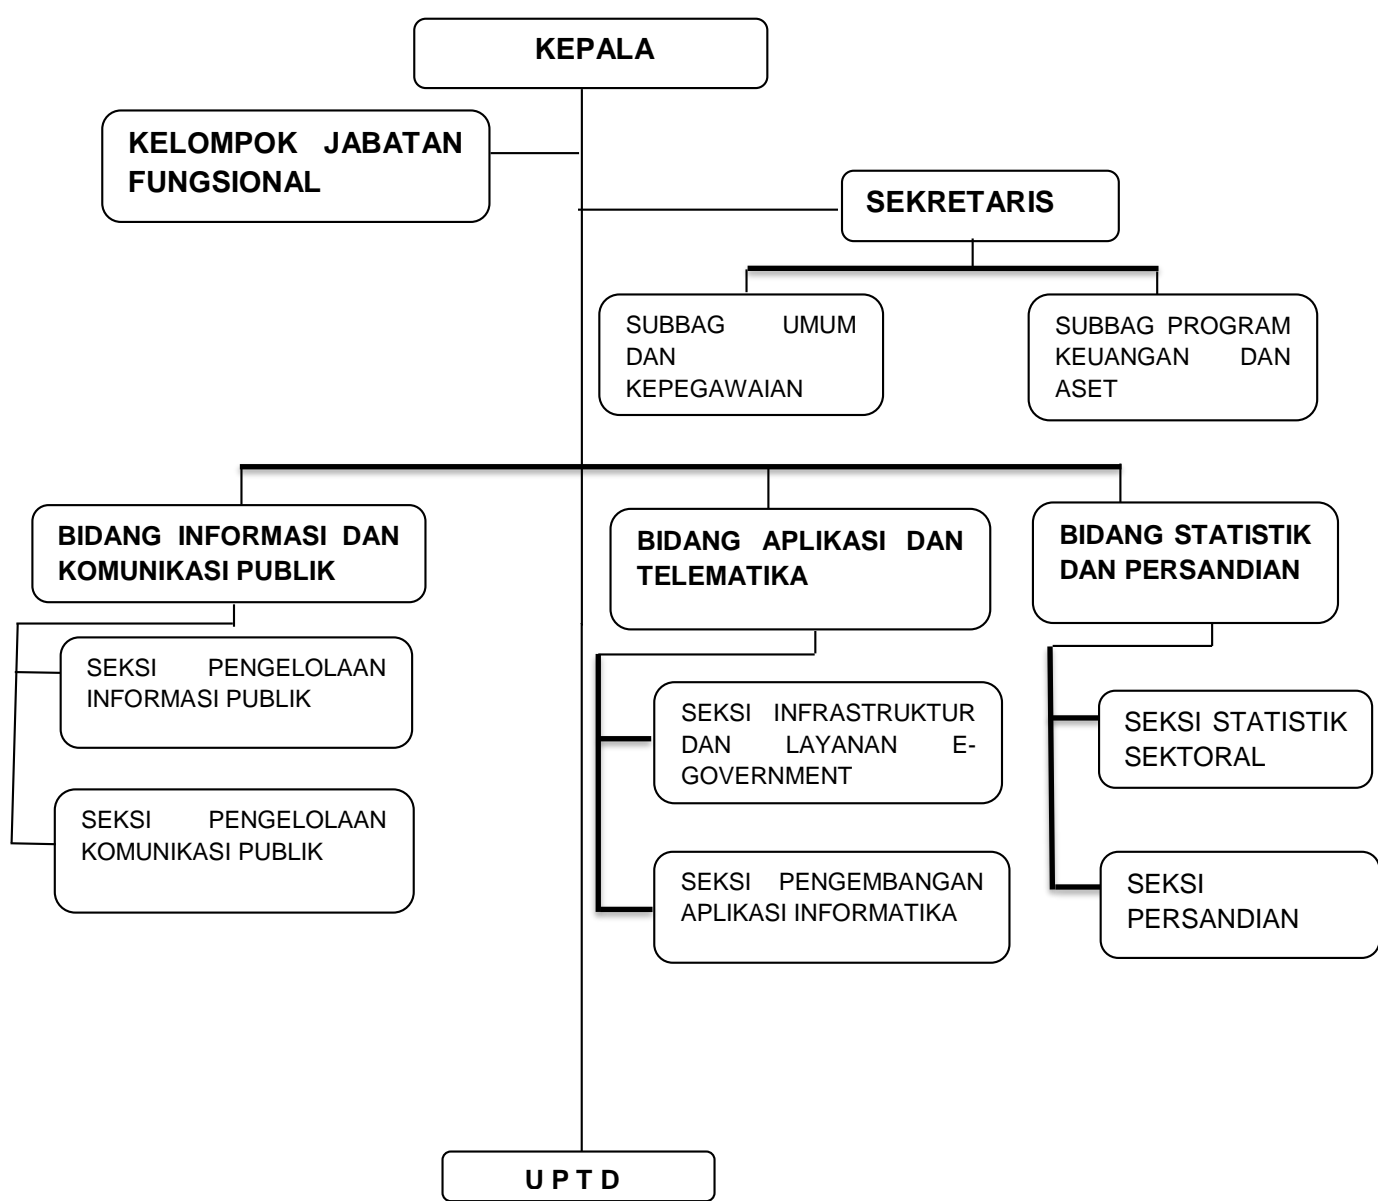 KEPALA
KELOMPOK JABATAN
FUNGSIONAL
SEKRETARIS
SUBBAG UMUM
DAN
KEPEGAWAIAN
SUBBAG PROGRAM
KEUANGAN DAN
ASET
BIDANG INFORMASI DAN
KOMUNIKASI PUBLIK
BIDANG APLIKASI DAN
TELEMATIKA
BIDANG STATISTIK
DAN PERSANDIAN
SEKSI PENGELOLAAN
INFORMASI PUBLIK
SEKSI PENGELOLAAN
KOMUNIKASI PUBLIK
SEKSI INFRASTRUKTUR
DAN LAYANAN E-
GOVERNMENT
SEKSI PENGEMBANGAN
APLIKASI INFORMATIKA
SEKSI STATISTIK
SEKTORAL
SEKSI
PERSANDIAN
U P T D